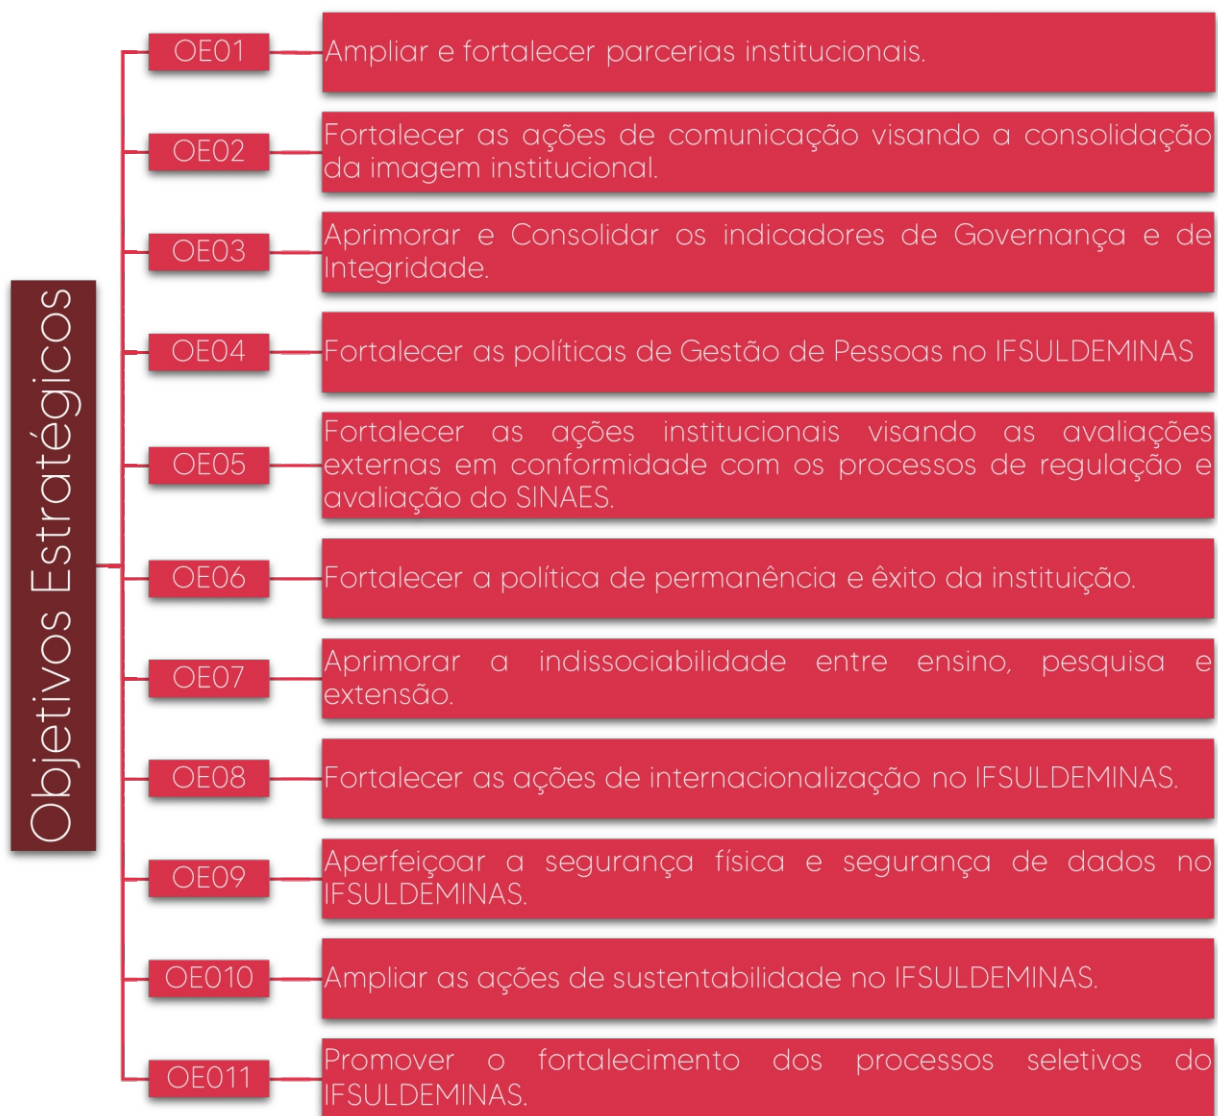 Objetivos Estratégicos
OE01
Ampliar e fortalecer parcerias institucionais.
OE02
Fortalecer as ações de comunicação visando a consolidação
da imagem institucional.
OE03
Aprimorar e Consolidar os indicadores de Governança e de
Integridade.
OE04
Fortalecer as políticas de Gestão de Pessoas no IFSULDEMINAS
OE05
Fortalecer as ações institucionais visando as avaliações
externas em conformidade com os processos de regulação e
avaliação do SINAES.
OE06
Fortalecer a política de permanência e êxito da instituição.
OE07
Aprimorar a indissociabilidade entre ensino, pesquisa e
extensão.
OE08
Fortalecer as ações de internacionalização no IFSULDEMINAS.
OE09
Aperfeiçoar a segurança física e segurança de dados no
IFSULDEMINAS.
OE010
Ampliar as ações de sustentabilidade no IFSULDEMINAS.
OE011
Promover o fortalecimento dos processos seletivos do
IFSULDEMINAS.